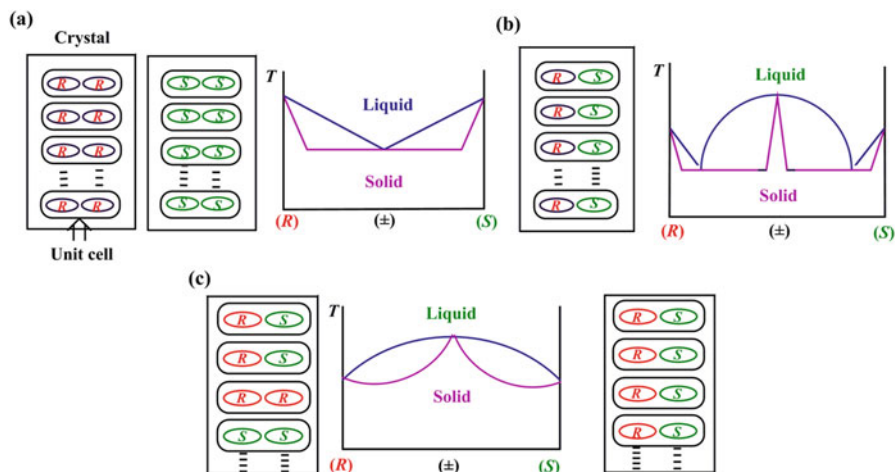 (a)
Crystal
R R
R R
R R
R R
Unit cell
S S
S S
S S
S S
T
Liquid
Solid
(R) (±) (S)
(b)
R S
R S
R S
R S
T
Liquid
Solid
(R) (±) (S)
(c)
R S
R S
R R
S S
T
Liquid
Solid
(R) (±) (S)
R S
R S
R S
R S